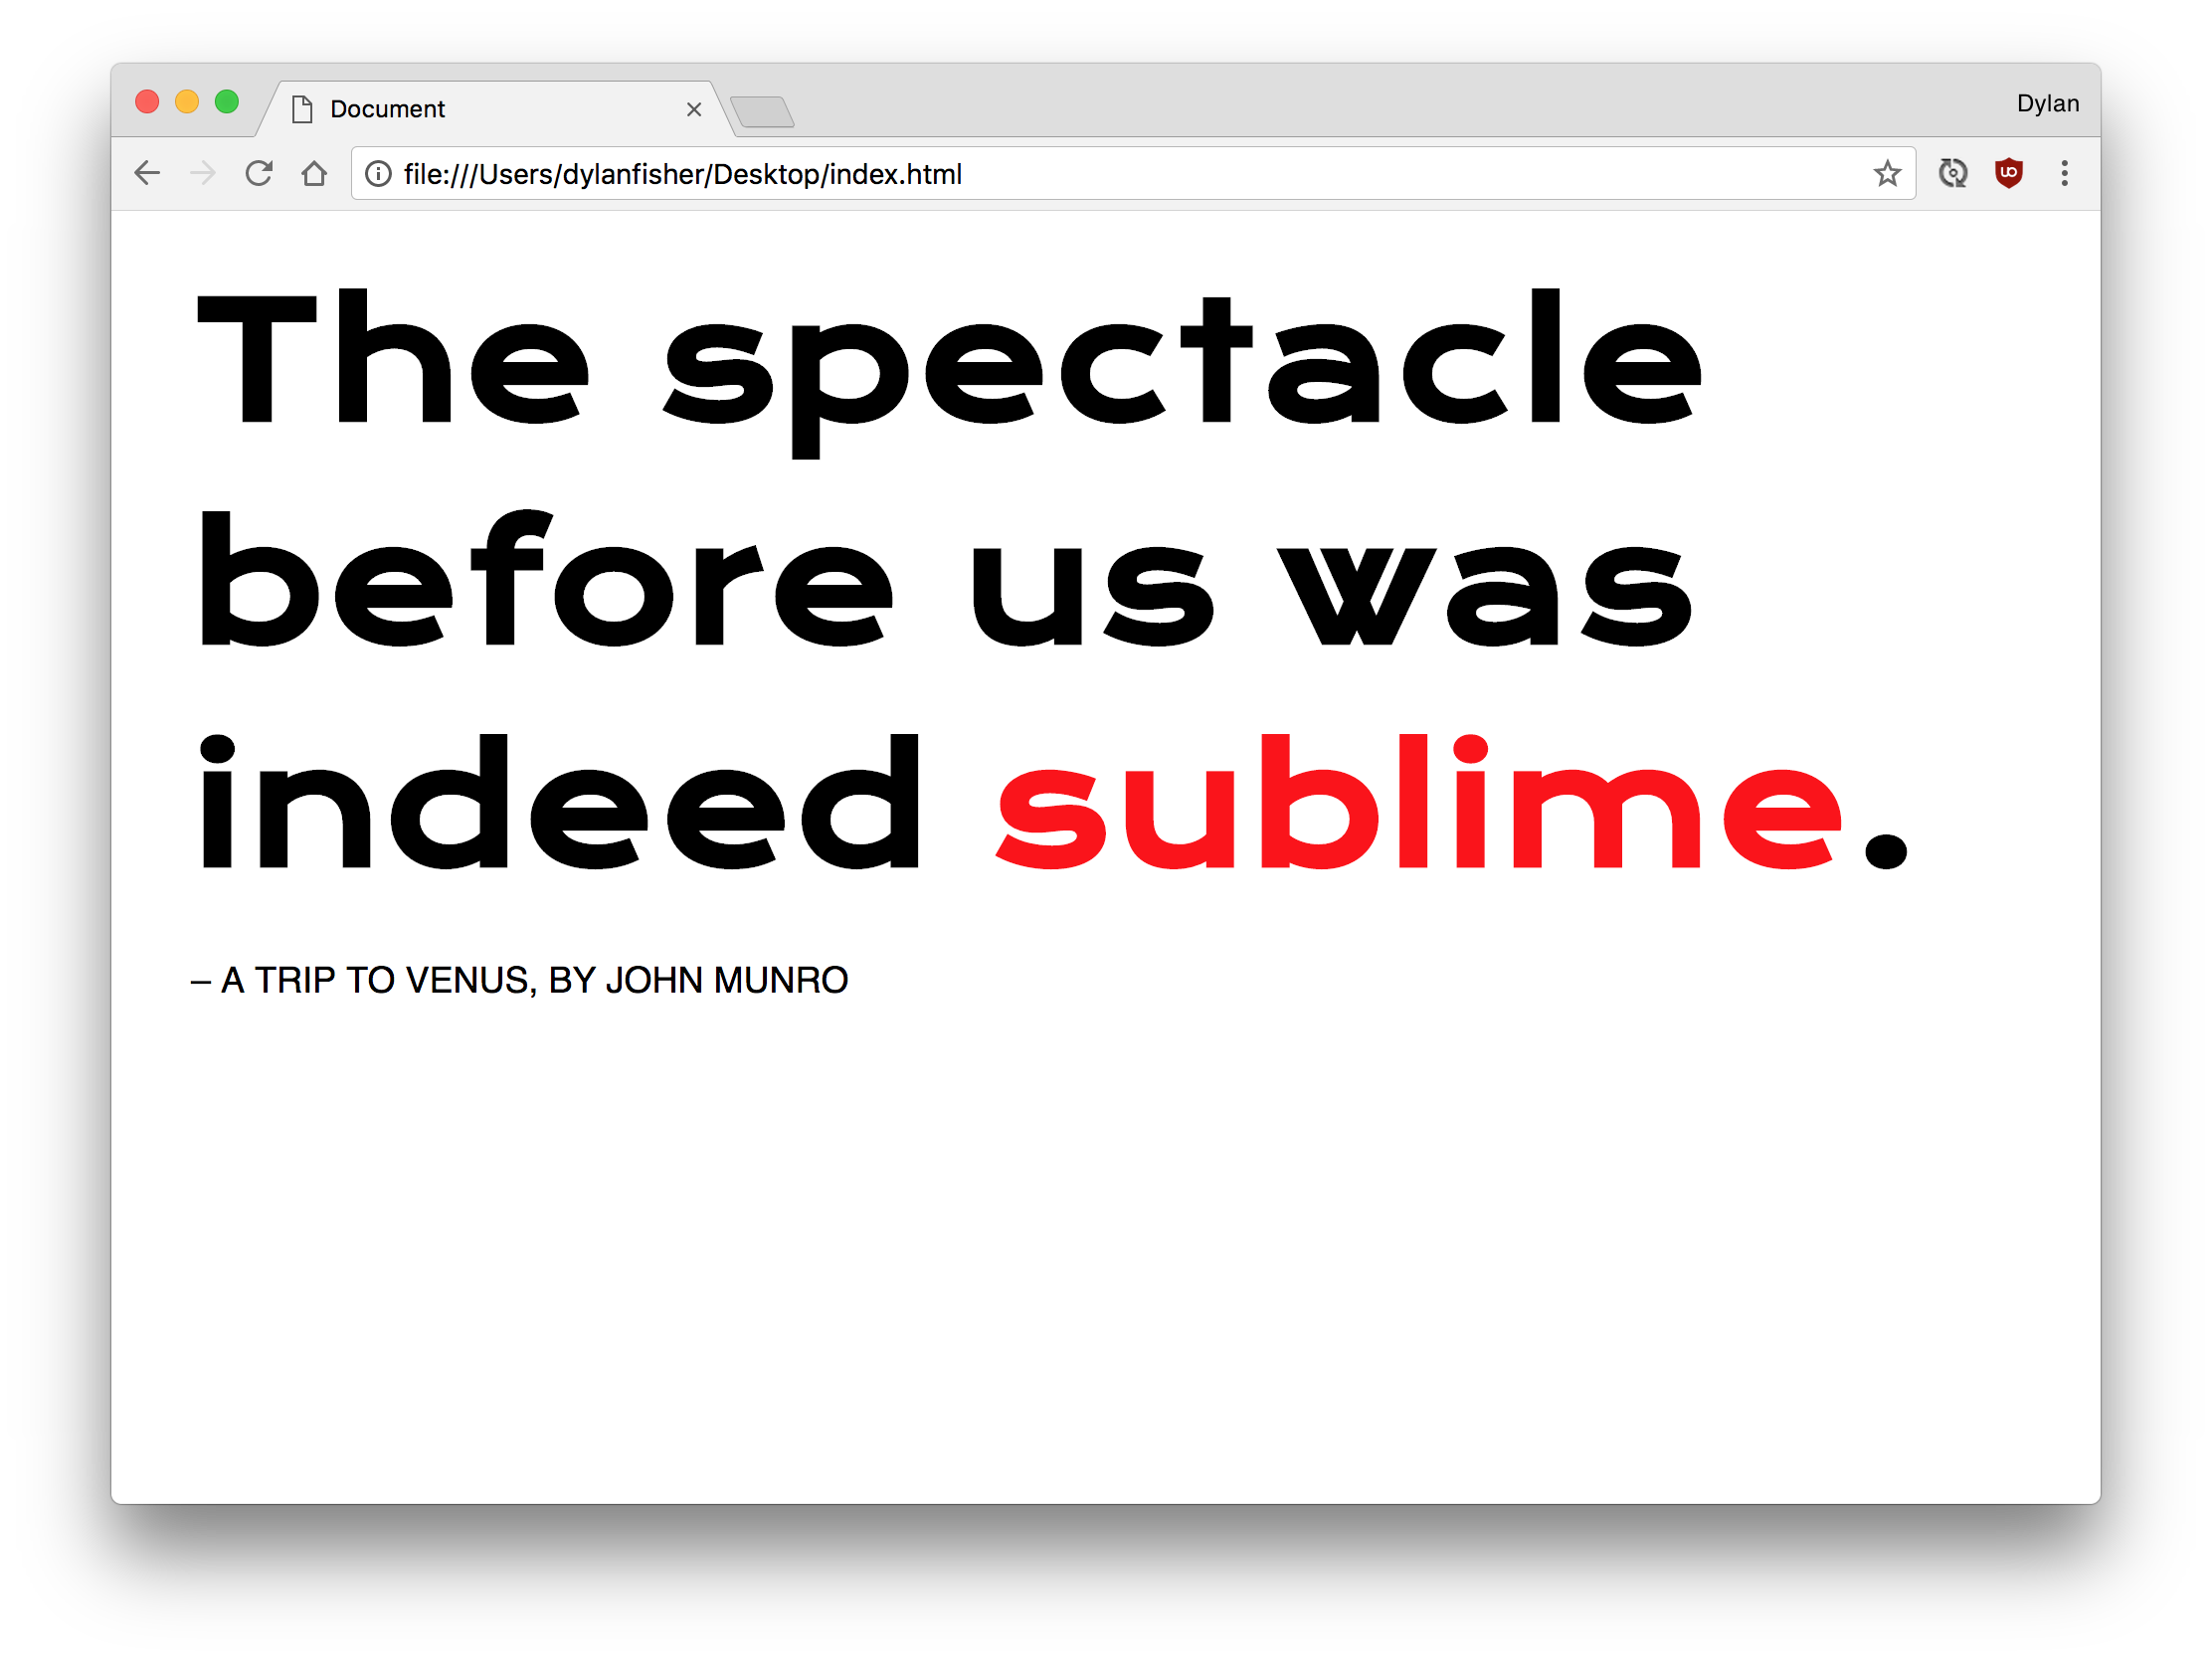 Document
Dylan
file:///Users/dylanfisher/Desktop/index.html
uo
The spectacle
before us was
indeed sublime.
– A TRIP TO VENUS, BY JOHN MUNRO